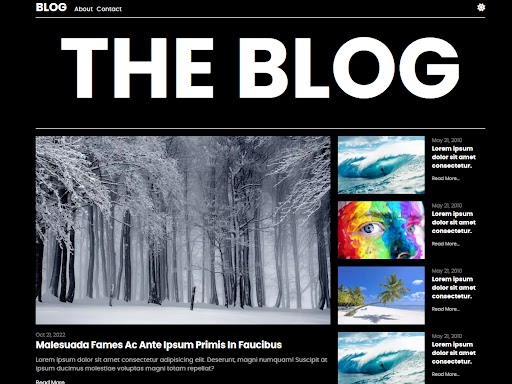 BLOG About Contact
THE BLOG
Oct 21, 2022
Malesuada Fames Ac Ante Ipsum Primis In Faucibus
Lorem ipsum dolor sit amet consectetur adipisicing elit. Deserunt, magni numquam! Suscipit at
ipsum ducimus molestiae voluptas magnam totam repellat?
Read More
May 21, 2010
Lorem ipsum
dolor sit amet
consectetur.
Read More...
May 21, 2010
Lorem ipsum
dolor sit amet
consectetur.
Read More...
May 21, 2010
Lorem ipsum
dolor sit amet
consectetur.
Read More...
May 21, 2010
Lorem ipsum
dolor sit amet
consectetur.
Read More...